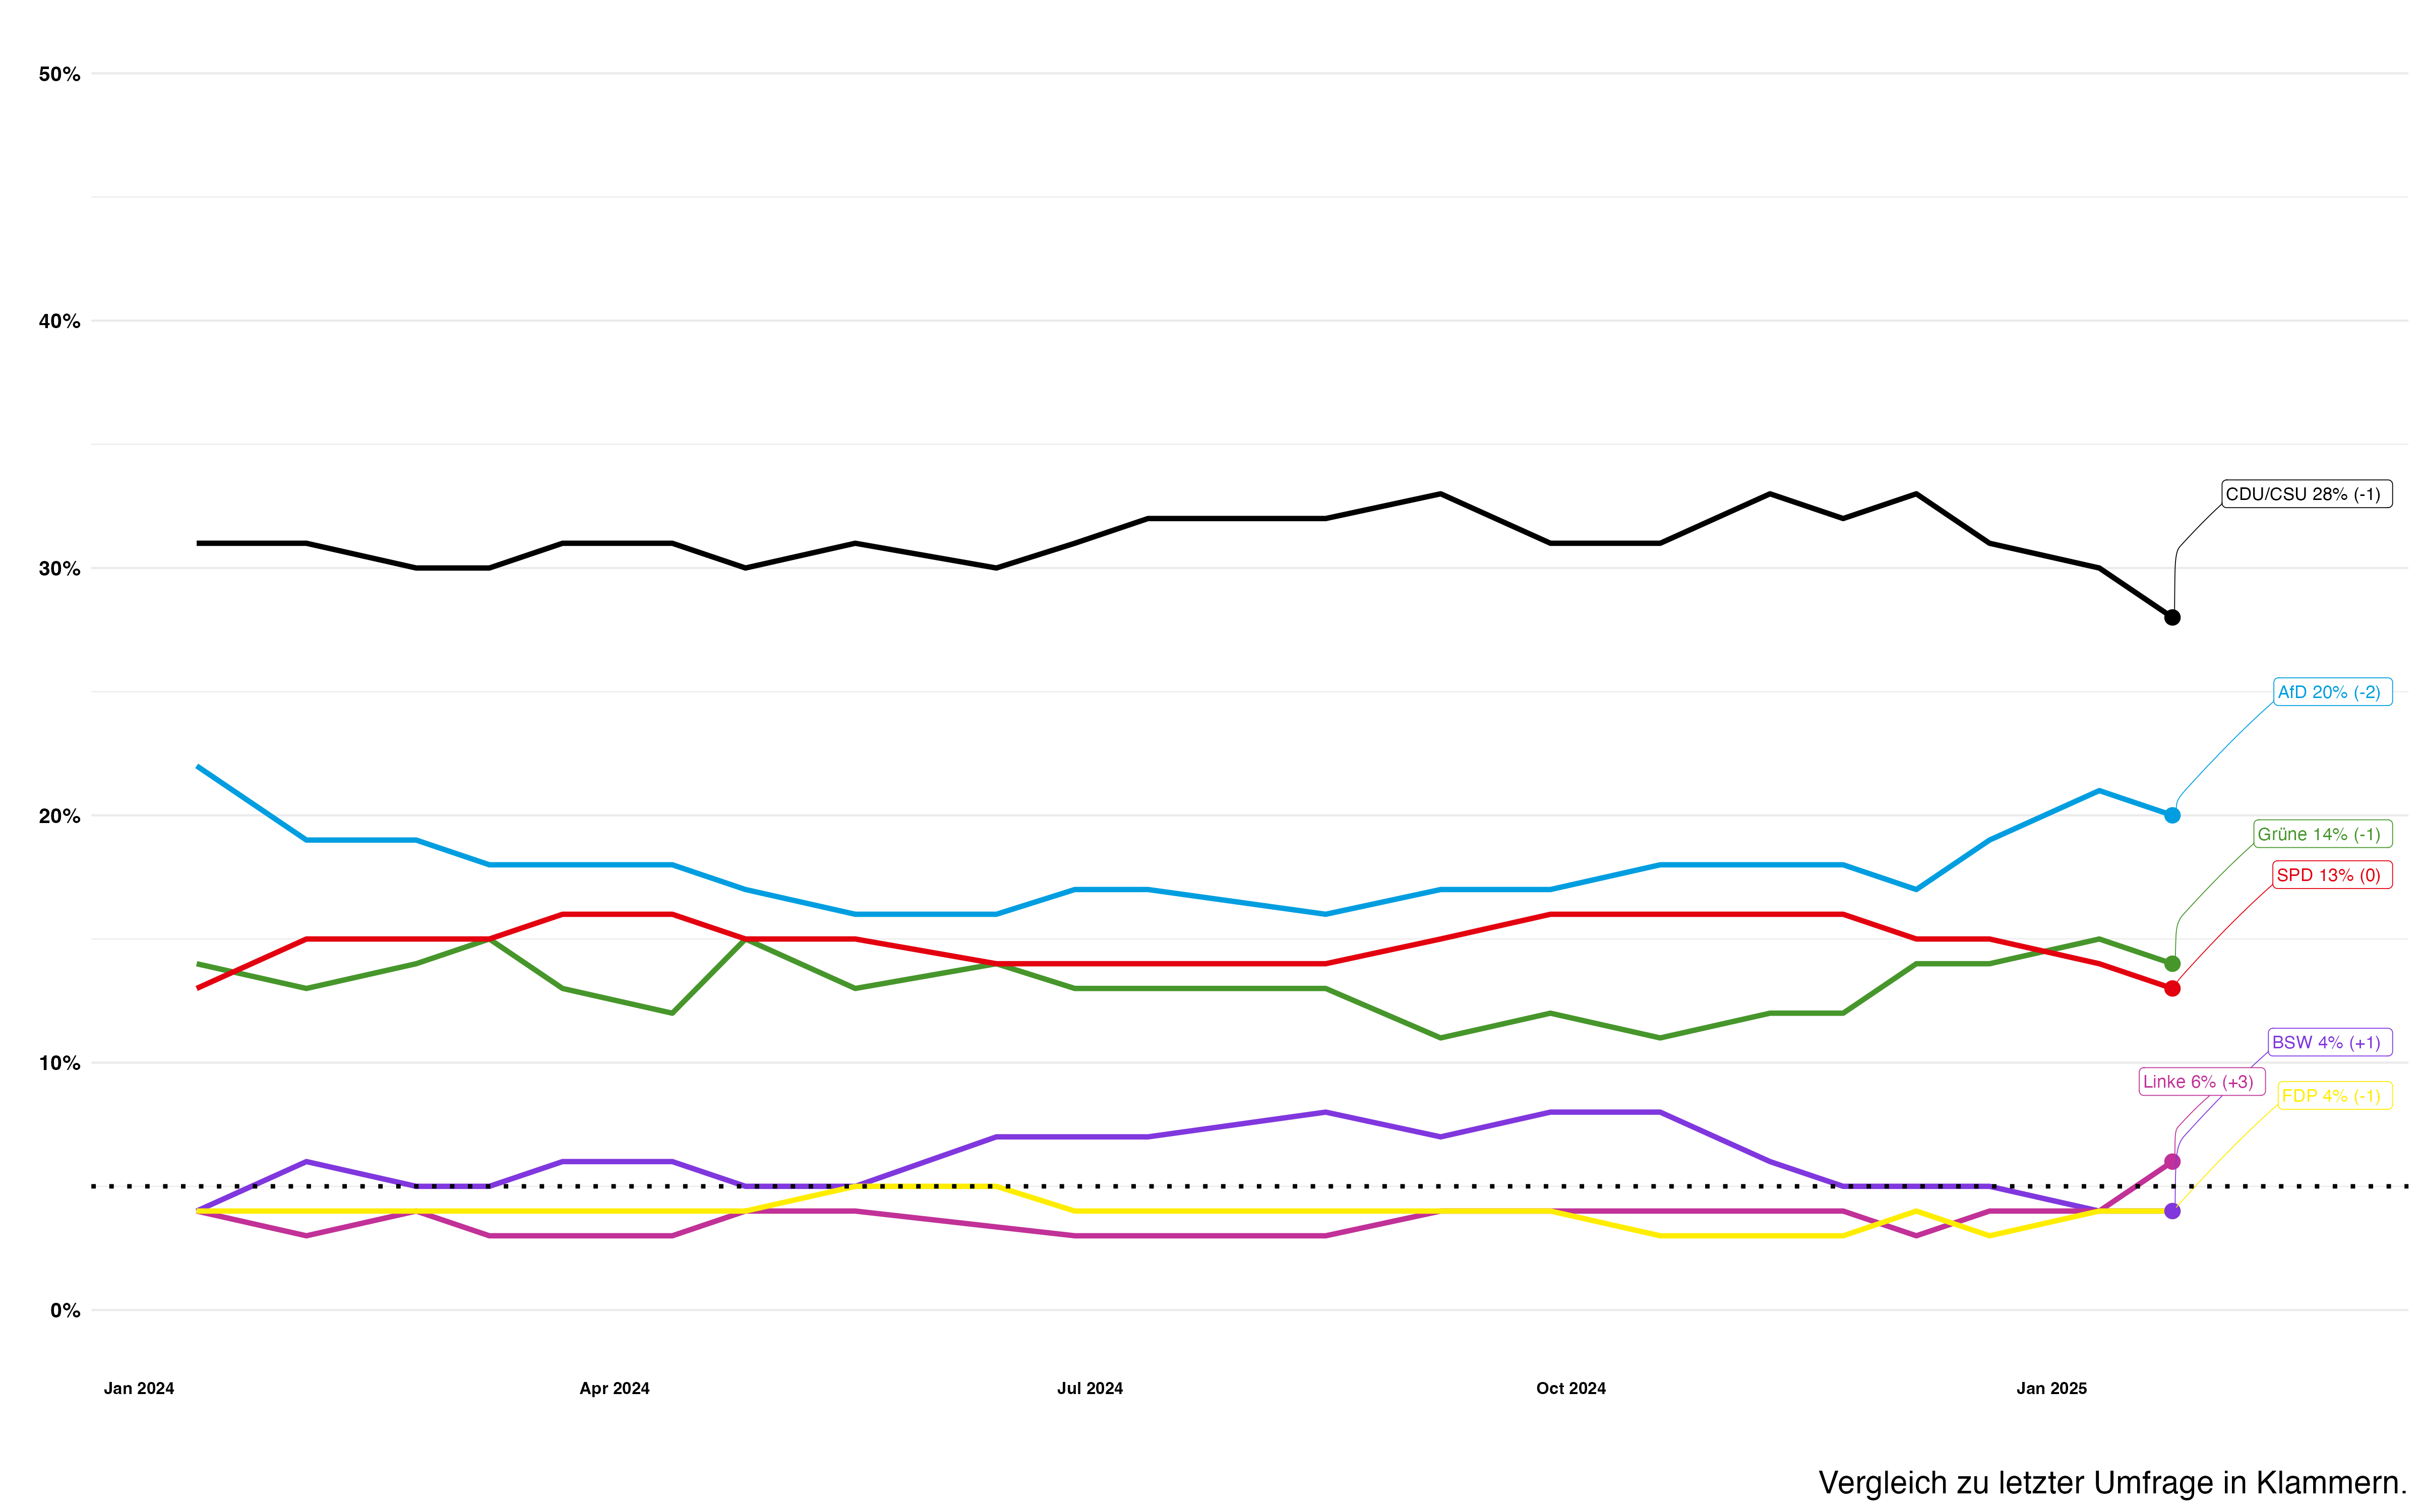 50%
40%
30%
20%
10%
0%
CDU/CSU 28% (-1)
AfD 20% (-2)
Grüne 14% (-1)
SPD 13% (0)
BSW 4% (+1)
Linke 6% (+3)
FDP 4% (-1)
Jan 2024
Apr 2024
Jul 2024
Oct 2024
Jan 2025
Vergleich zu letzter Umfrage in Klammern.